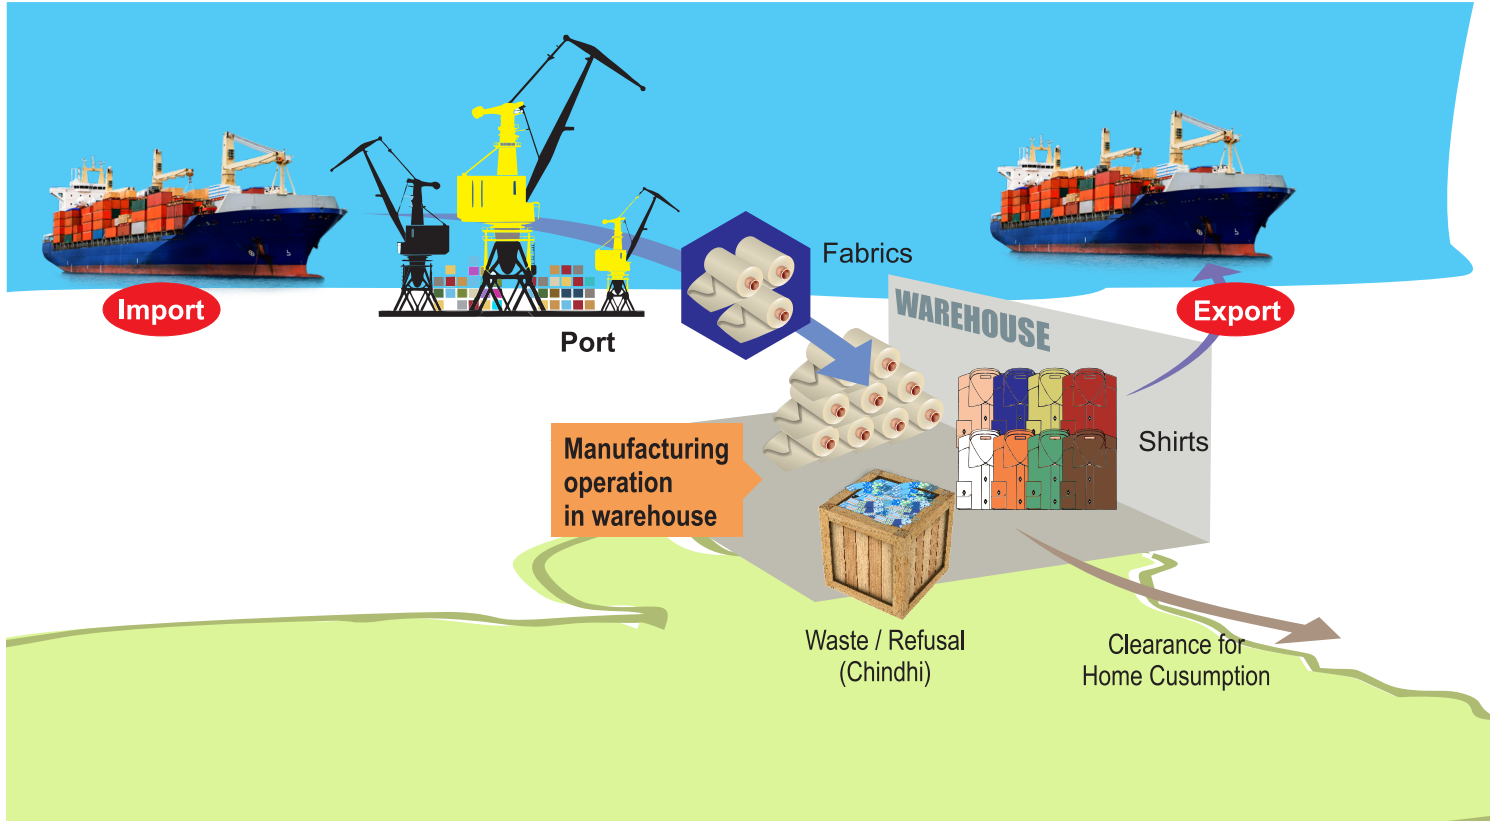 Import
Port
Fabrics
WAREHOUSE
Export
Shirts
Manufacturing
operation
in warehouse
Waste / Refusal
(Chindhi)
Clearance for
Home Cusumption